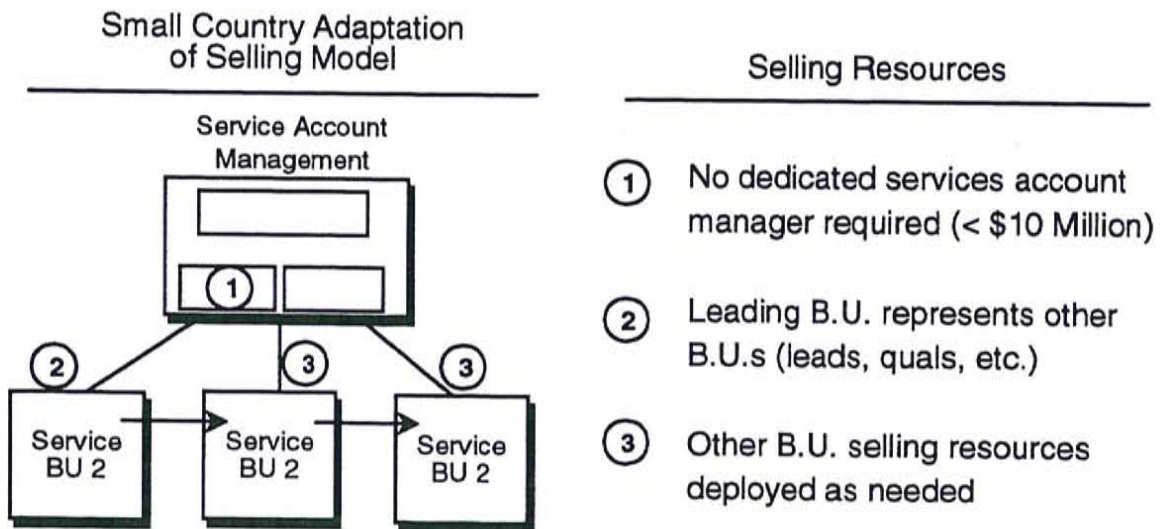 Small Country Adaptation
of Selling Model
Service Account
Management
1
2
3
3
Service
BU 2
Service
BU 2
Service
BU 2
Selling Resources
1 No dedicated services account
manager required (< $10 Million)
2 Leading B.U. represents other
B.U.s (leads, quals, etc.)
3 Other B.U. selling resources
deployed as needed